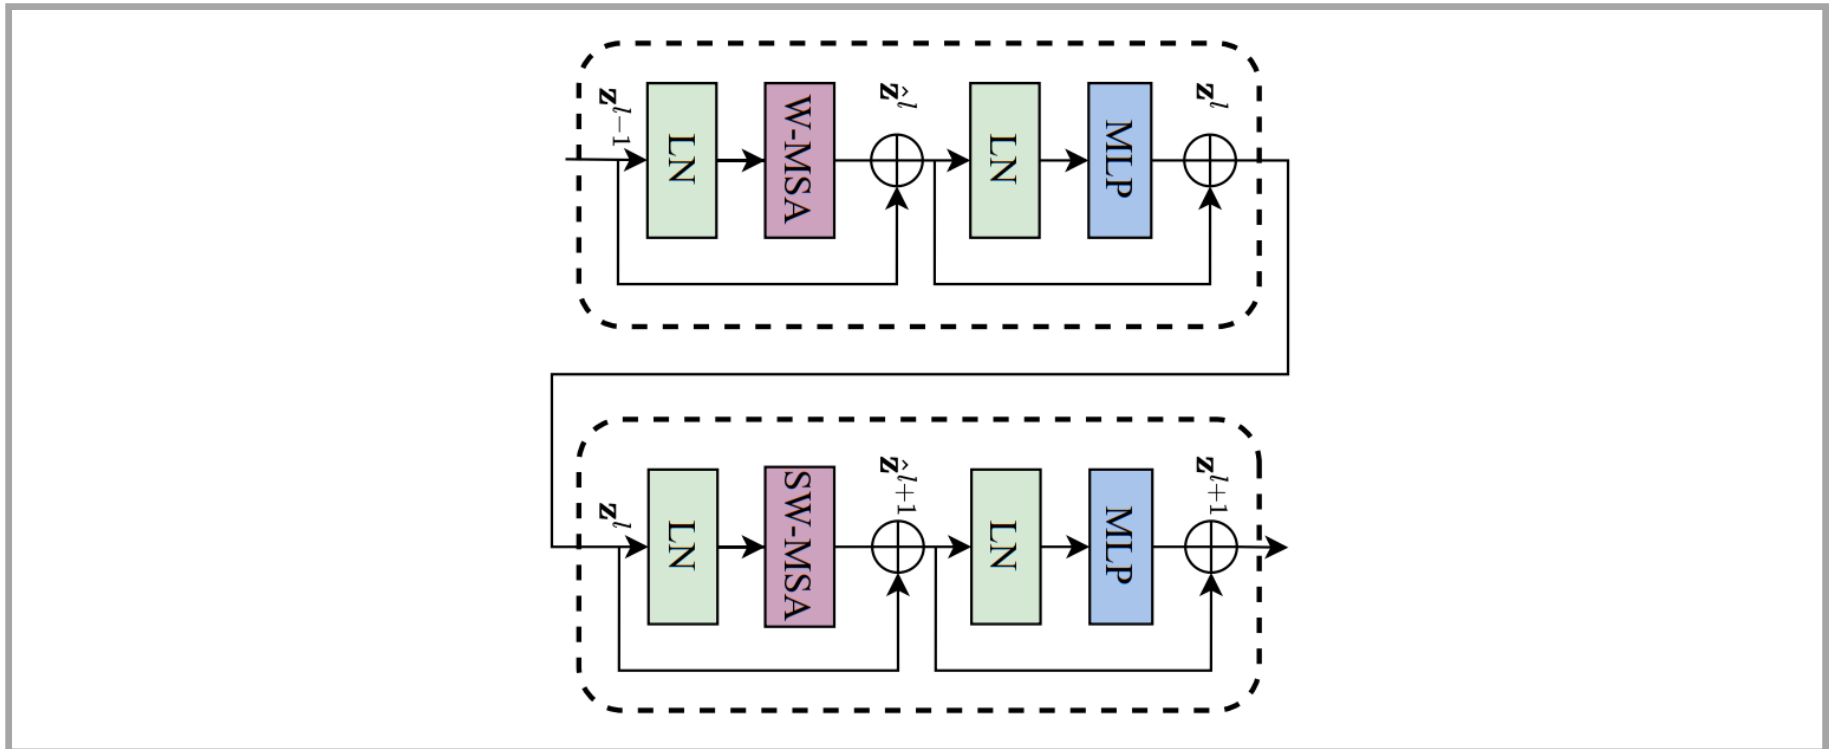 z^{l-1}
LN
W-MSA
ẑ^l
LN
MLP
z^l
z^l
LN
SW-MSA
ẑ^{l+1}
LN
MLP
z^{l+1}